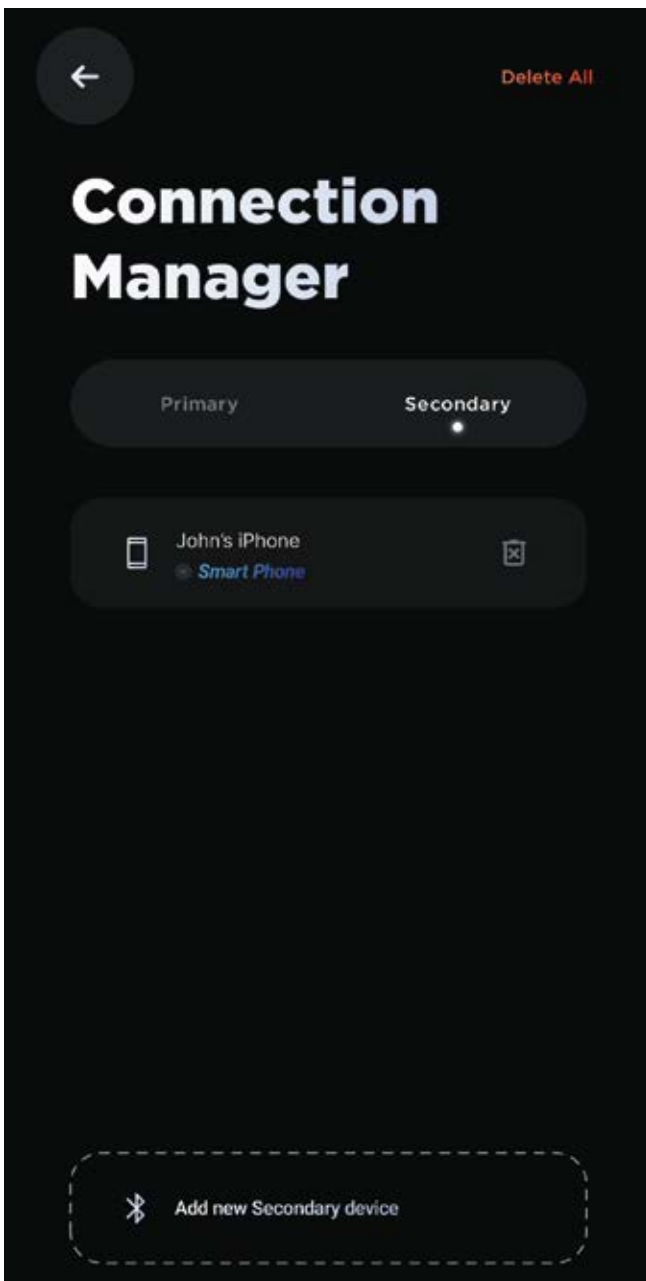 Delete All
Connection
Manager
Primary
Secondary
John's iPhone
Smart Phone
Add new Secondary device